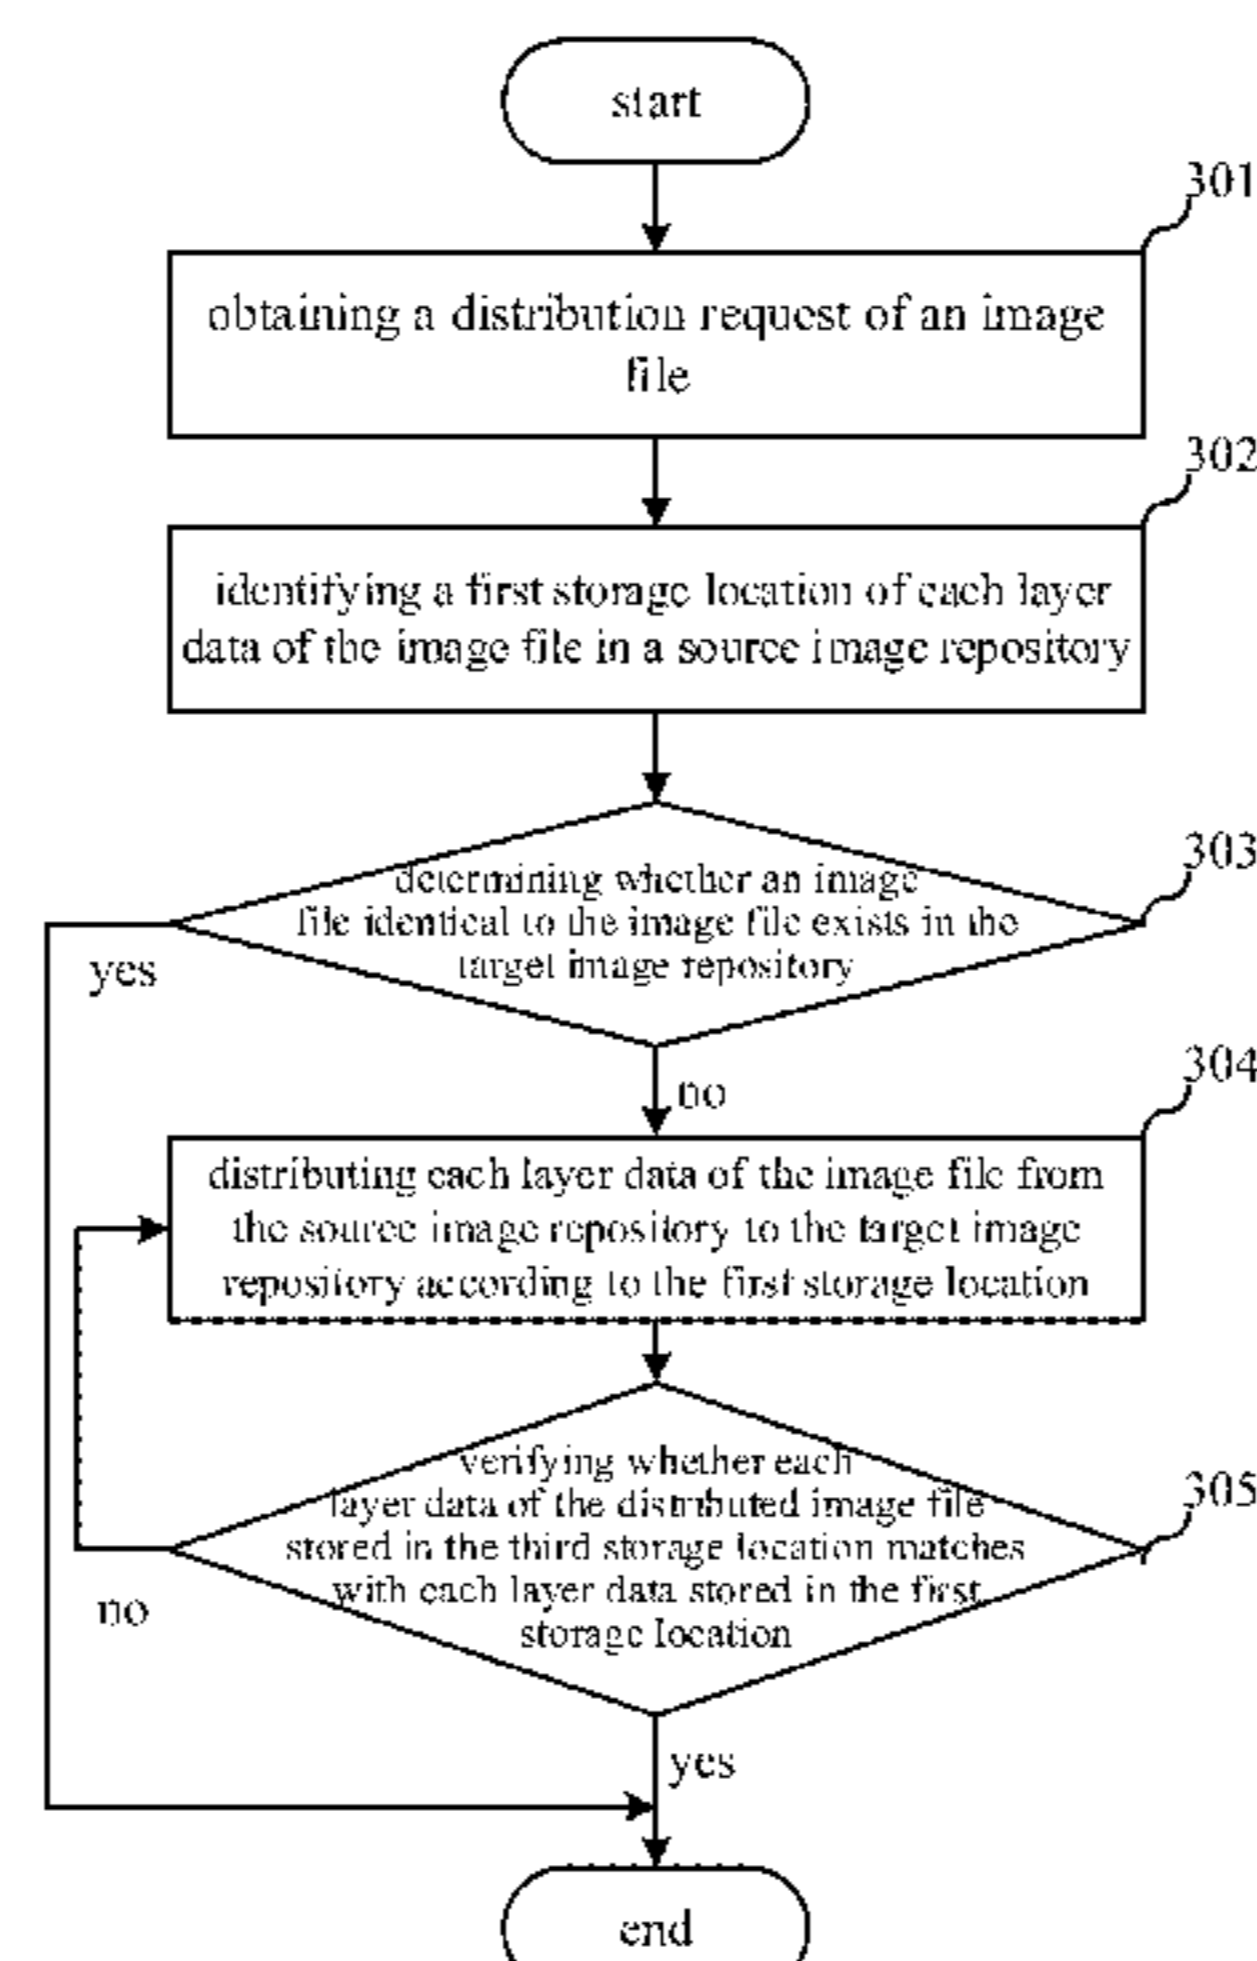 start
301
obtaining a distribution request of an image
file
302
identifying a first storage location of each layer
data of the image file in a source image repository
303
determining whether an image
file identical to the image file exists in the
target image repository
yes
no
304
distributing each layer data of the image file from
the source image repository to the target image
repository according to the first storage location
305
verifying whether each
layer data of the distributed image file
stored in the third storage location matches
with each layer data stored in the first
storage location
no
yes
end